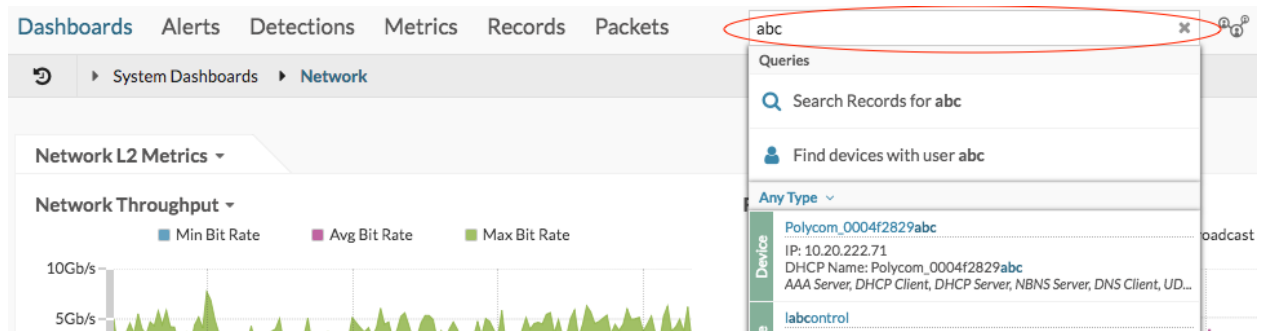 Dashboards Alerts Detections Metrics Records Packets
abc
System Dashboards Network
Queries
Search Records for abc
Find devices with user abc
Any Type
Network L2 Metrics
Network Throughput
Min Bit Rate Avg Bit Rate Max Bit Rate
10Gb/s
5Gb/s
Device
Polycom_0004f2829abc
IP: 10.20.222.71
DHCP Name: Polycom_0004f2829abc
AAA Server, DHCP Client, DHCP Server, NBNS Server, DNS Client, UD...
labcontrol
oadcast